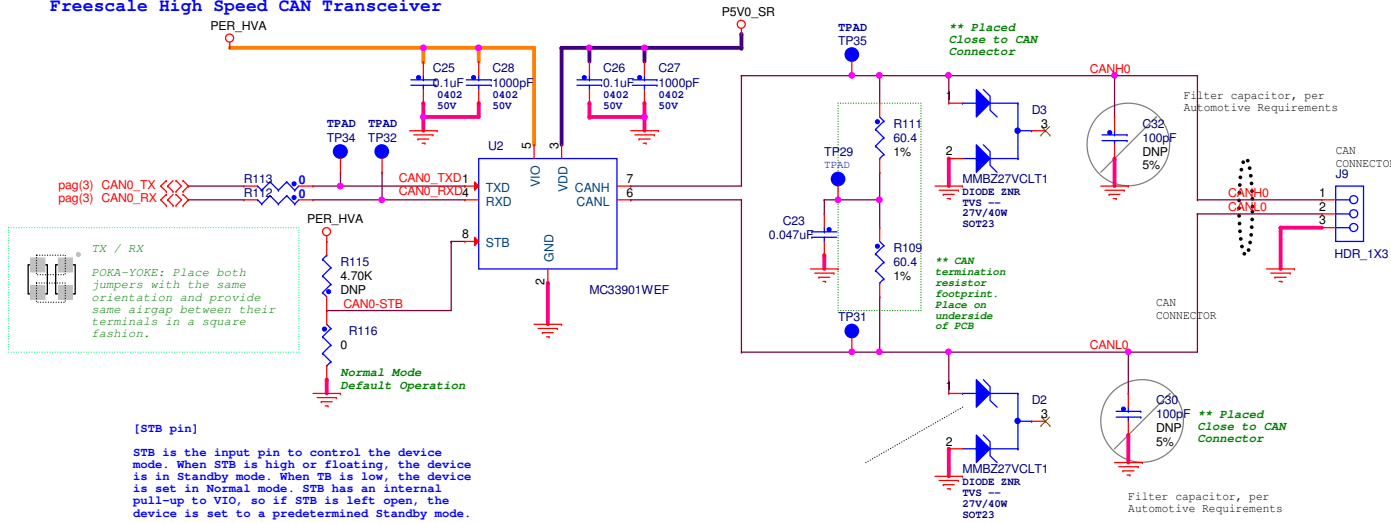 Freescale High Speed CAN Transceiver
PER_HVA
P5V0_SR
C25
0.1uF
0402
50V
C28
1000pF
0402
50V
C26
0.1uF
0402
50V
C27
1000pF
0402
50V
TPAD
TP35
** Placed
Close to CAN
Connector
CANH0
Filter capacitor, per
Automotive Requirements
TPAD
TP34
TPAD
TP32
U2
5
3
VIO
VDD
pag(3) CAN0_TX
pag(3) CAN0_RX
R113
0
R112
0
CAN0_TXD
1
CAN0_RXD
4
TXD
RXD
STB
8
GND
2
CANH
CANL
7
6
MC33901WEF
PER_HVA
R115
4.70K
DNP
CAN0-STB
R116
0
Normal Mode
Default Operation
TX / RX
POKA-YOKE: Place both
jumpers with the same
orientation and provide
same airgap between their
terminals in a square
fashion.
R111
60.4
1%
TP29
TPAD
C23
0.047uF
R109
60.4
1%
TP31
** CAN
termination
resistor
footprint.
Place on
underside
of PCB
1
2
D3
3
MMBZ27VCLT1
DIODE ZNR
TVS --
27V/40W
SOT23
C32
100pF
DNP
5%
CAN
CONNECTOR
J9
CANH0
1
CANL0
2
3
HDR_1X3
CAN
CONNECTOR
CANL0
1
2
D2
3
MMBZ27VCLT1
DIODE ZNR
TVS --
27V/40W
SOT23
C30
100pF
DNP
5%
** Placed
Close to CAN
Connector
Filter capacitor, per
Automotive Requirements
[STB pin]
STB is the input pin to control the device
mode. When STB is high or floating, the device
is in Standby mode. When TB is low, the device
is set in Normal mode. STB has an internal
pull-up to VIO, so if STB is left open, the
device is set to a predetermined Standby mode.